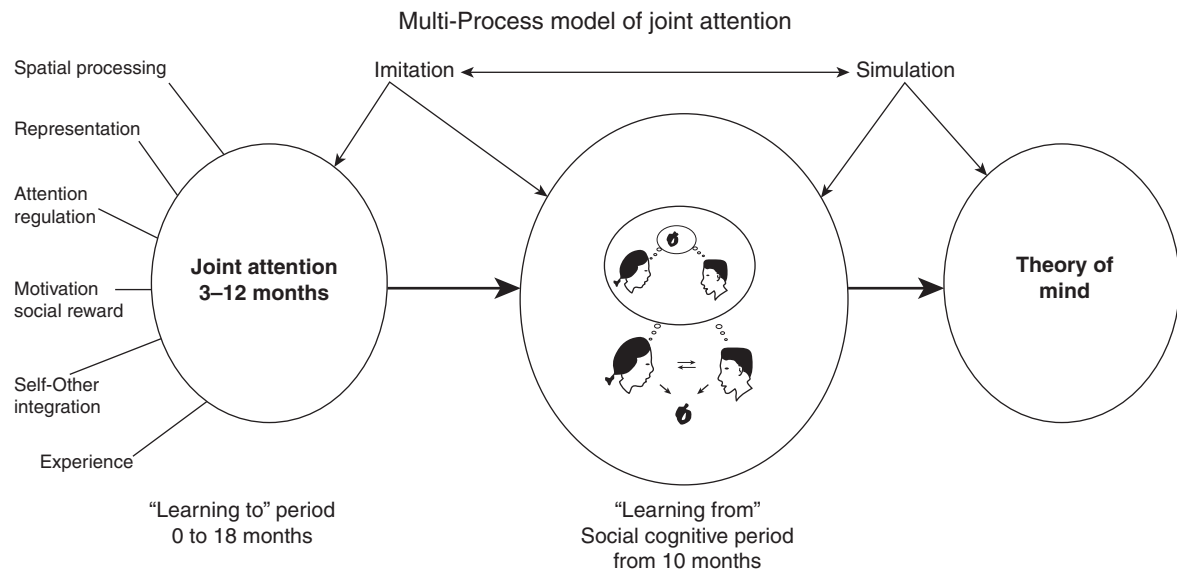 Multi-Process model of joint attention
Spatial processing
Imitation
Simulation
Representation
Attention
regulation
Joint attention
3–12 months
Theory of
mind
Motivation
social reward
Self-Other
integration
Experience
“Learning to” period
0 to 18 months
“Learning from”
Social cognitive period
from 10 months